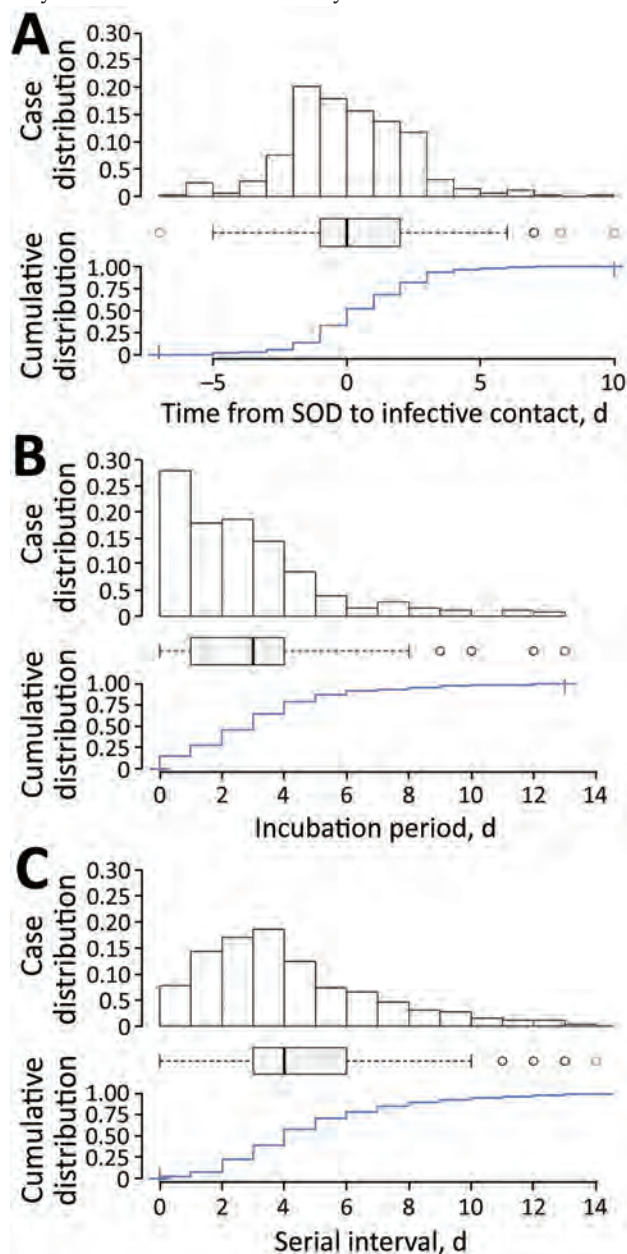 A
Case
distribution
0.30
0.25
0.20
0.15
0.10
0.5
0
Cumulative
distribution
1.00
0.75
0.50
0.25
0
–5 0 5 10
Time from SOD to infective contact, d
B
Case
distribution
0.30
0.25
0.20
0.15
0.10
0.5
0
Cumulative
distribution
1.00
0.75
0.50
0.25
0
0 2 4 6 8 10 12 14
Incubation period, d
C
Case
distribution
0.30
0.25
0.20
0.15
0.10
0.5
0
Cumulative
distribution
1.00
0.75
0.50
0.25
0
0 2 4 6 8 10 12 14
Serial interval, d